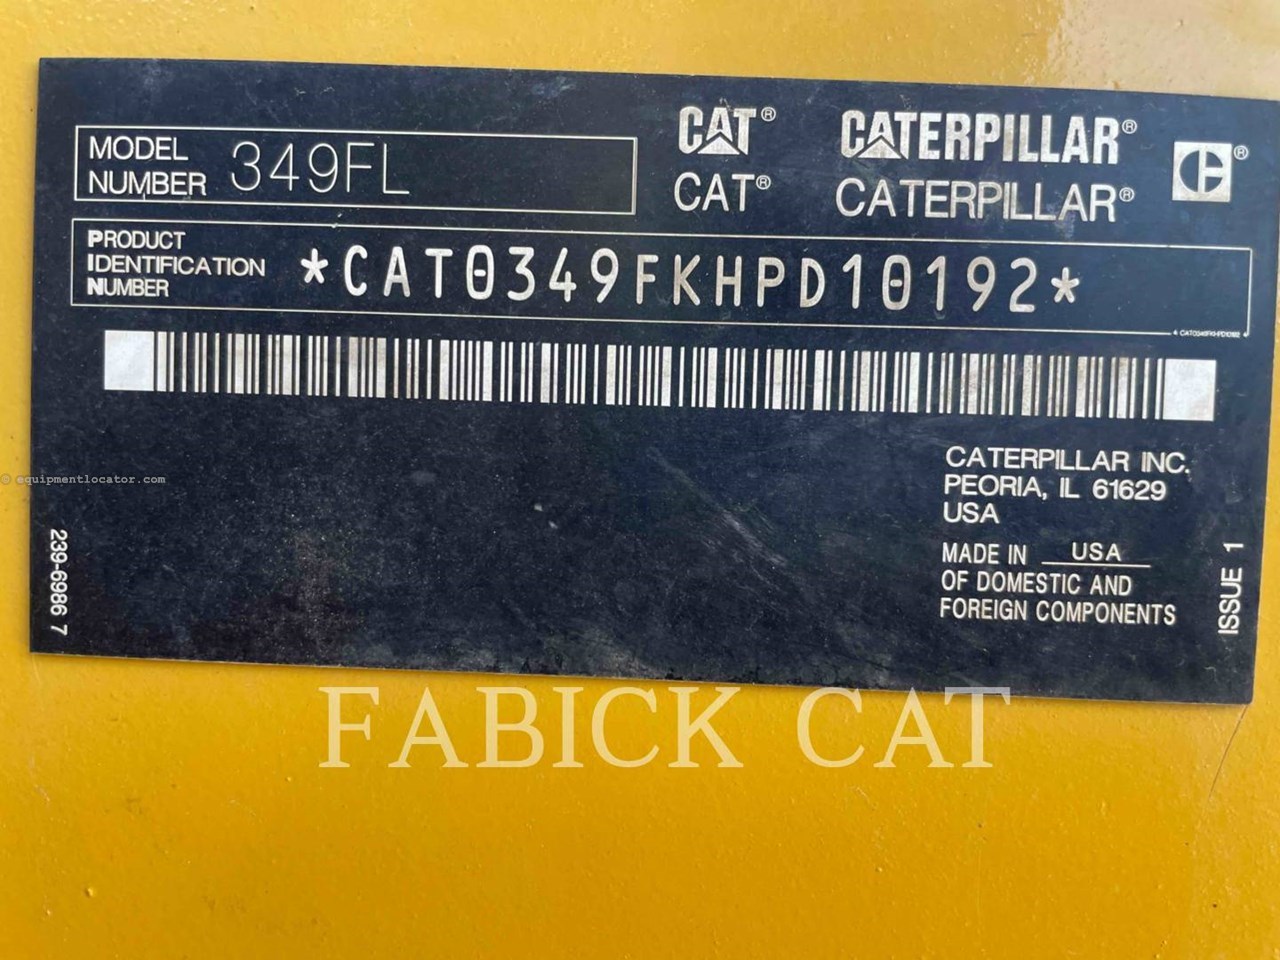 MODEL NUMBER 349FL
CAT® CATERPILLAR®
CAT® CATERPILLAR® ®
PRODUCT IDENTIFICATION NUMBER *CAT0349FKHPD10192*
CAT0349FKHPD10192
CATERPILLAR INC.
PEORIA, IL 61629
USA
MADE IN USA
OF DOMESTIC AND
FOREIGN COMPONENTS
ISSUE 1
239-6986 7
© equipmentlocator.com
FABICK CAT